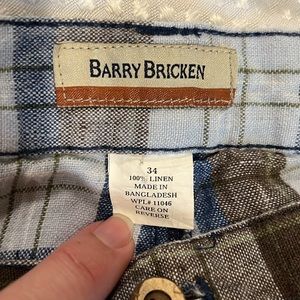 BARRY BRICKEN
34
100% LINEN
MADE IN
BANGLADESH
WPL# 11046
CARE ON
REVERSE